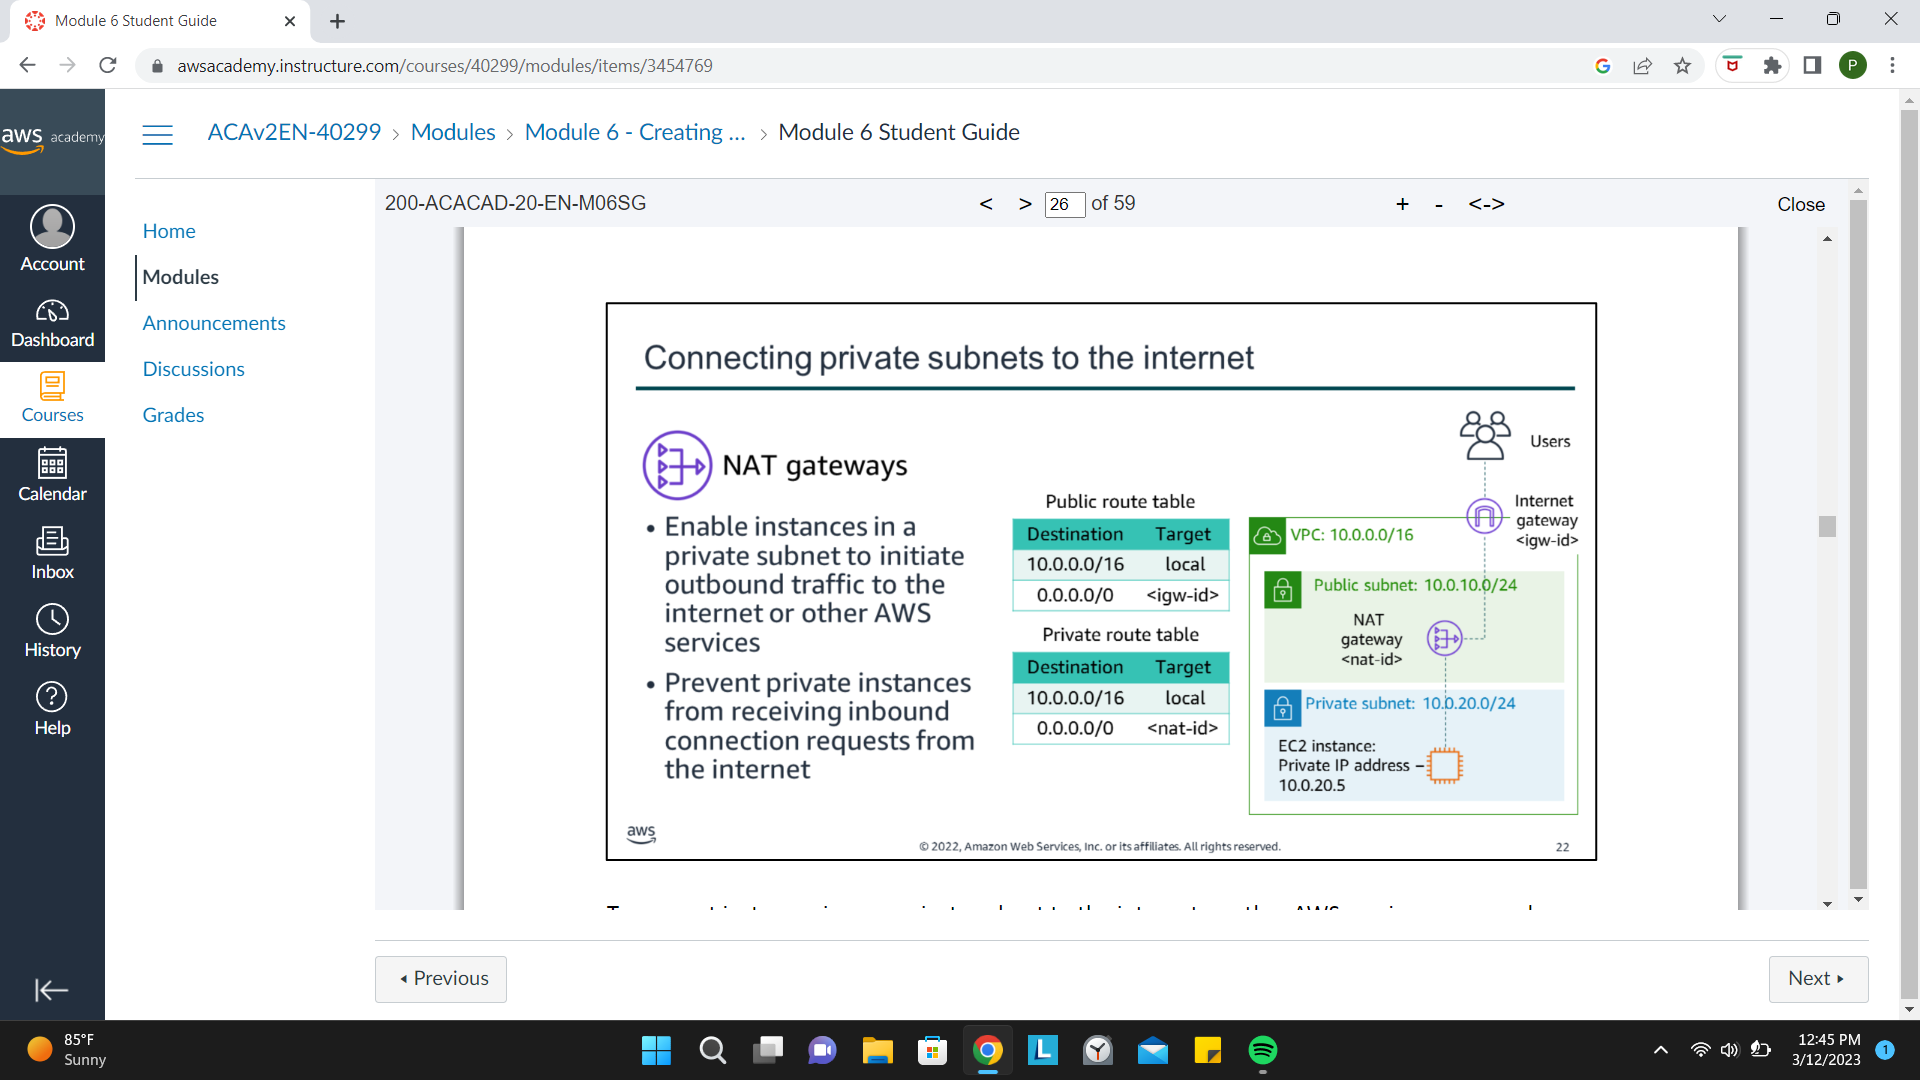 Module 6 Student Guide
awsacademy.instructure.com/courses/40299/modules/items/3454769
P
aws academy
ACAv2EN-40299 > Modules > Module 6 - Creating ... > Module 6 Student Guide
Account
Dashboard
Courses
Calendar
Inbox
History
Help
Home
Modules
Announcements
Discussions
Grades
200-ACACAD-20-EN-M06SG
< > 26 of 59
+ - <->
Close
Connecting private subnets to the internet
NAT gateways
• Enable instances in a
private subnet to initiate
outbound traffic to the
internet or other AWS
services
• Prevent private instances
from receiving inbound
connection requests from
the internet
Public route table
Destination Target
10.0.0.0/16 local
0.0.0.0/0 <igw-id>
Private route table
Destination Target
10.0.0.0/16 local
0.0.0.0/0 <nat-id>
Users
Internet
gateway
<igw-id>
VPC: 10.0.0.0/16
Public subnet: 10.0.10.0/24
NAT
gateway
<nat-id>
Private subnet: 10.0.20.0/24
EC2 instance:
Private IP address –
10.0.20.5
aws
© 2022, Amazon Web Services, Inc. or its affiliates. All rights reserved.
22
Previous
Next
85°F
Sunny
L
12:45 PM
3/12/2023
1